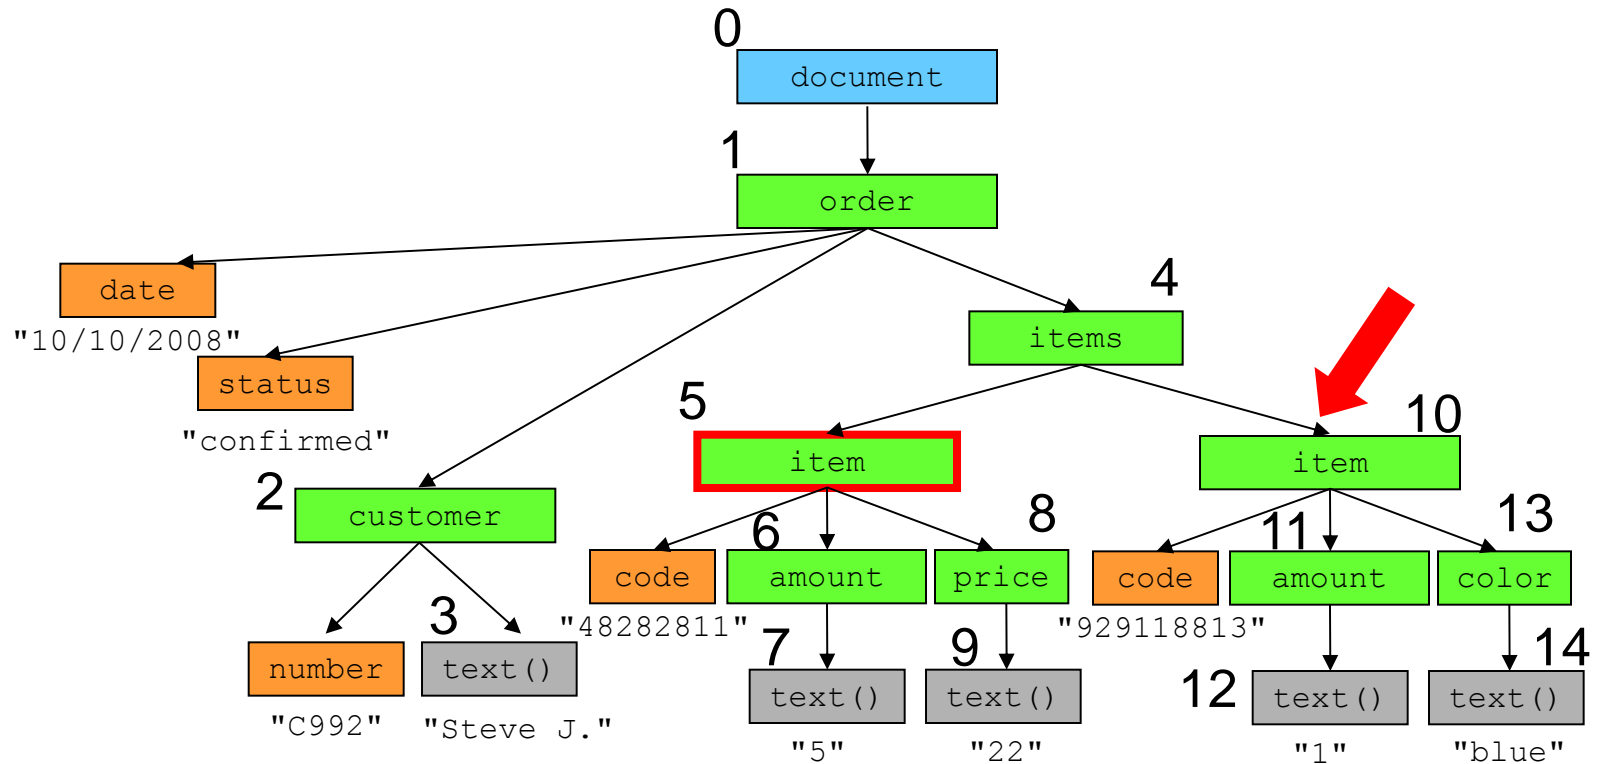 0
document
1
order
date
"10/10/2008"
status
"confirmed"
2
customer
number
"C992"
3
text()
"Steve J."
4
items
5
item
code
"48282811"
6
amount
7
text()
"5"
8
price
9
text()
"22"
10
item
code
"929118813"
11
amount
12
text()
"1"
13
color
14
text()
"blue"